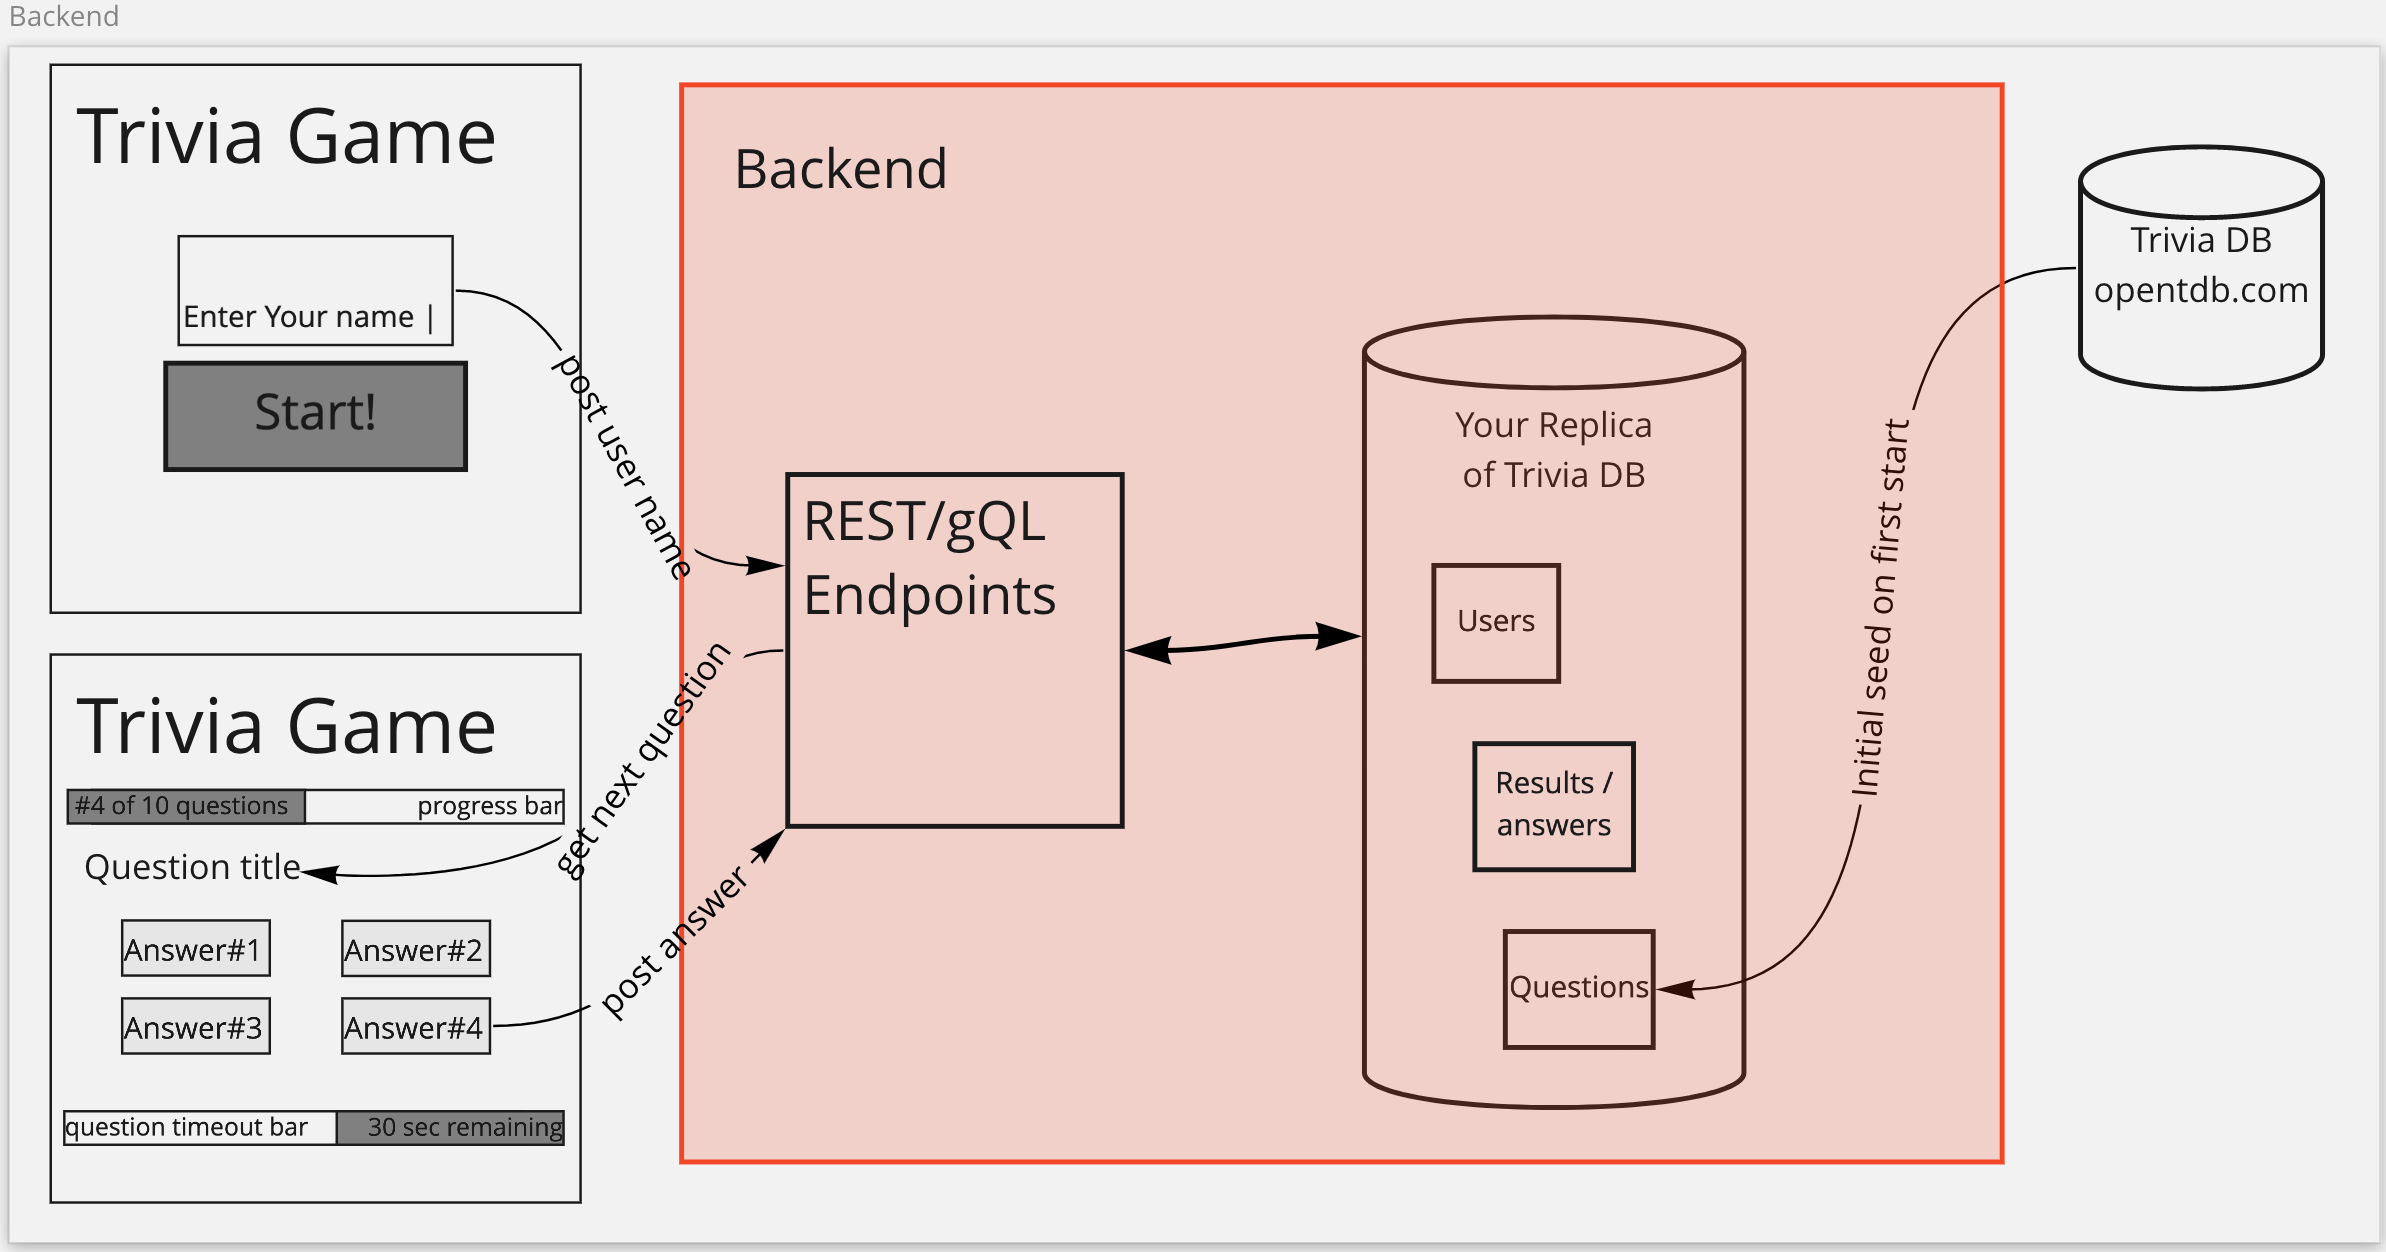 Backend
Trivia Game
Enter Your name |
Start!
post user name
Trivia Game
#4 of 10 questions
progress bar
Question title
get next question
Answer#1
Answer#2
Answer#3
Answer#4
post answer
question timeout bar
30 sec remaining
Backend
REST/gQL
Endpoints
Your Replica
of Trivia DB
Users
Results /
answers
Questions
Initial seed on first start
Trivia DB
opentdb.com